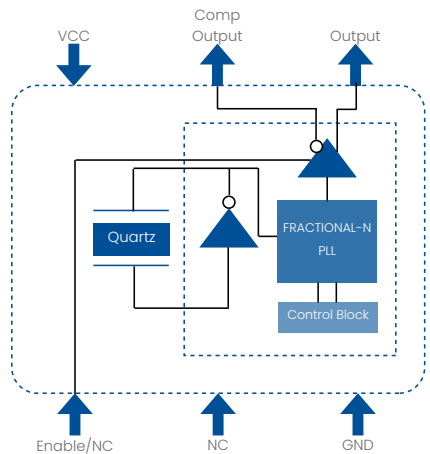 Comp
VCC
Output
Output
FRACTIONAL-N
Quartz
PLL
Control Block
Enable/NC
NC
GND